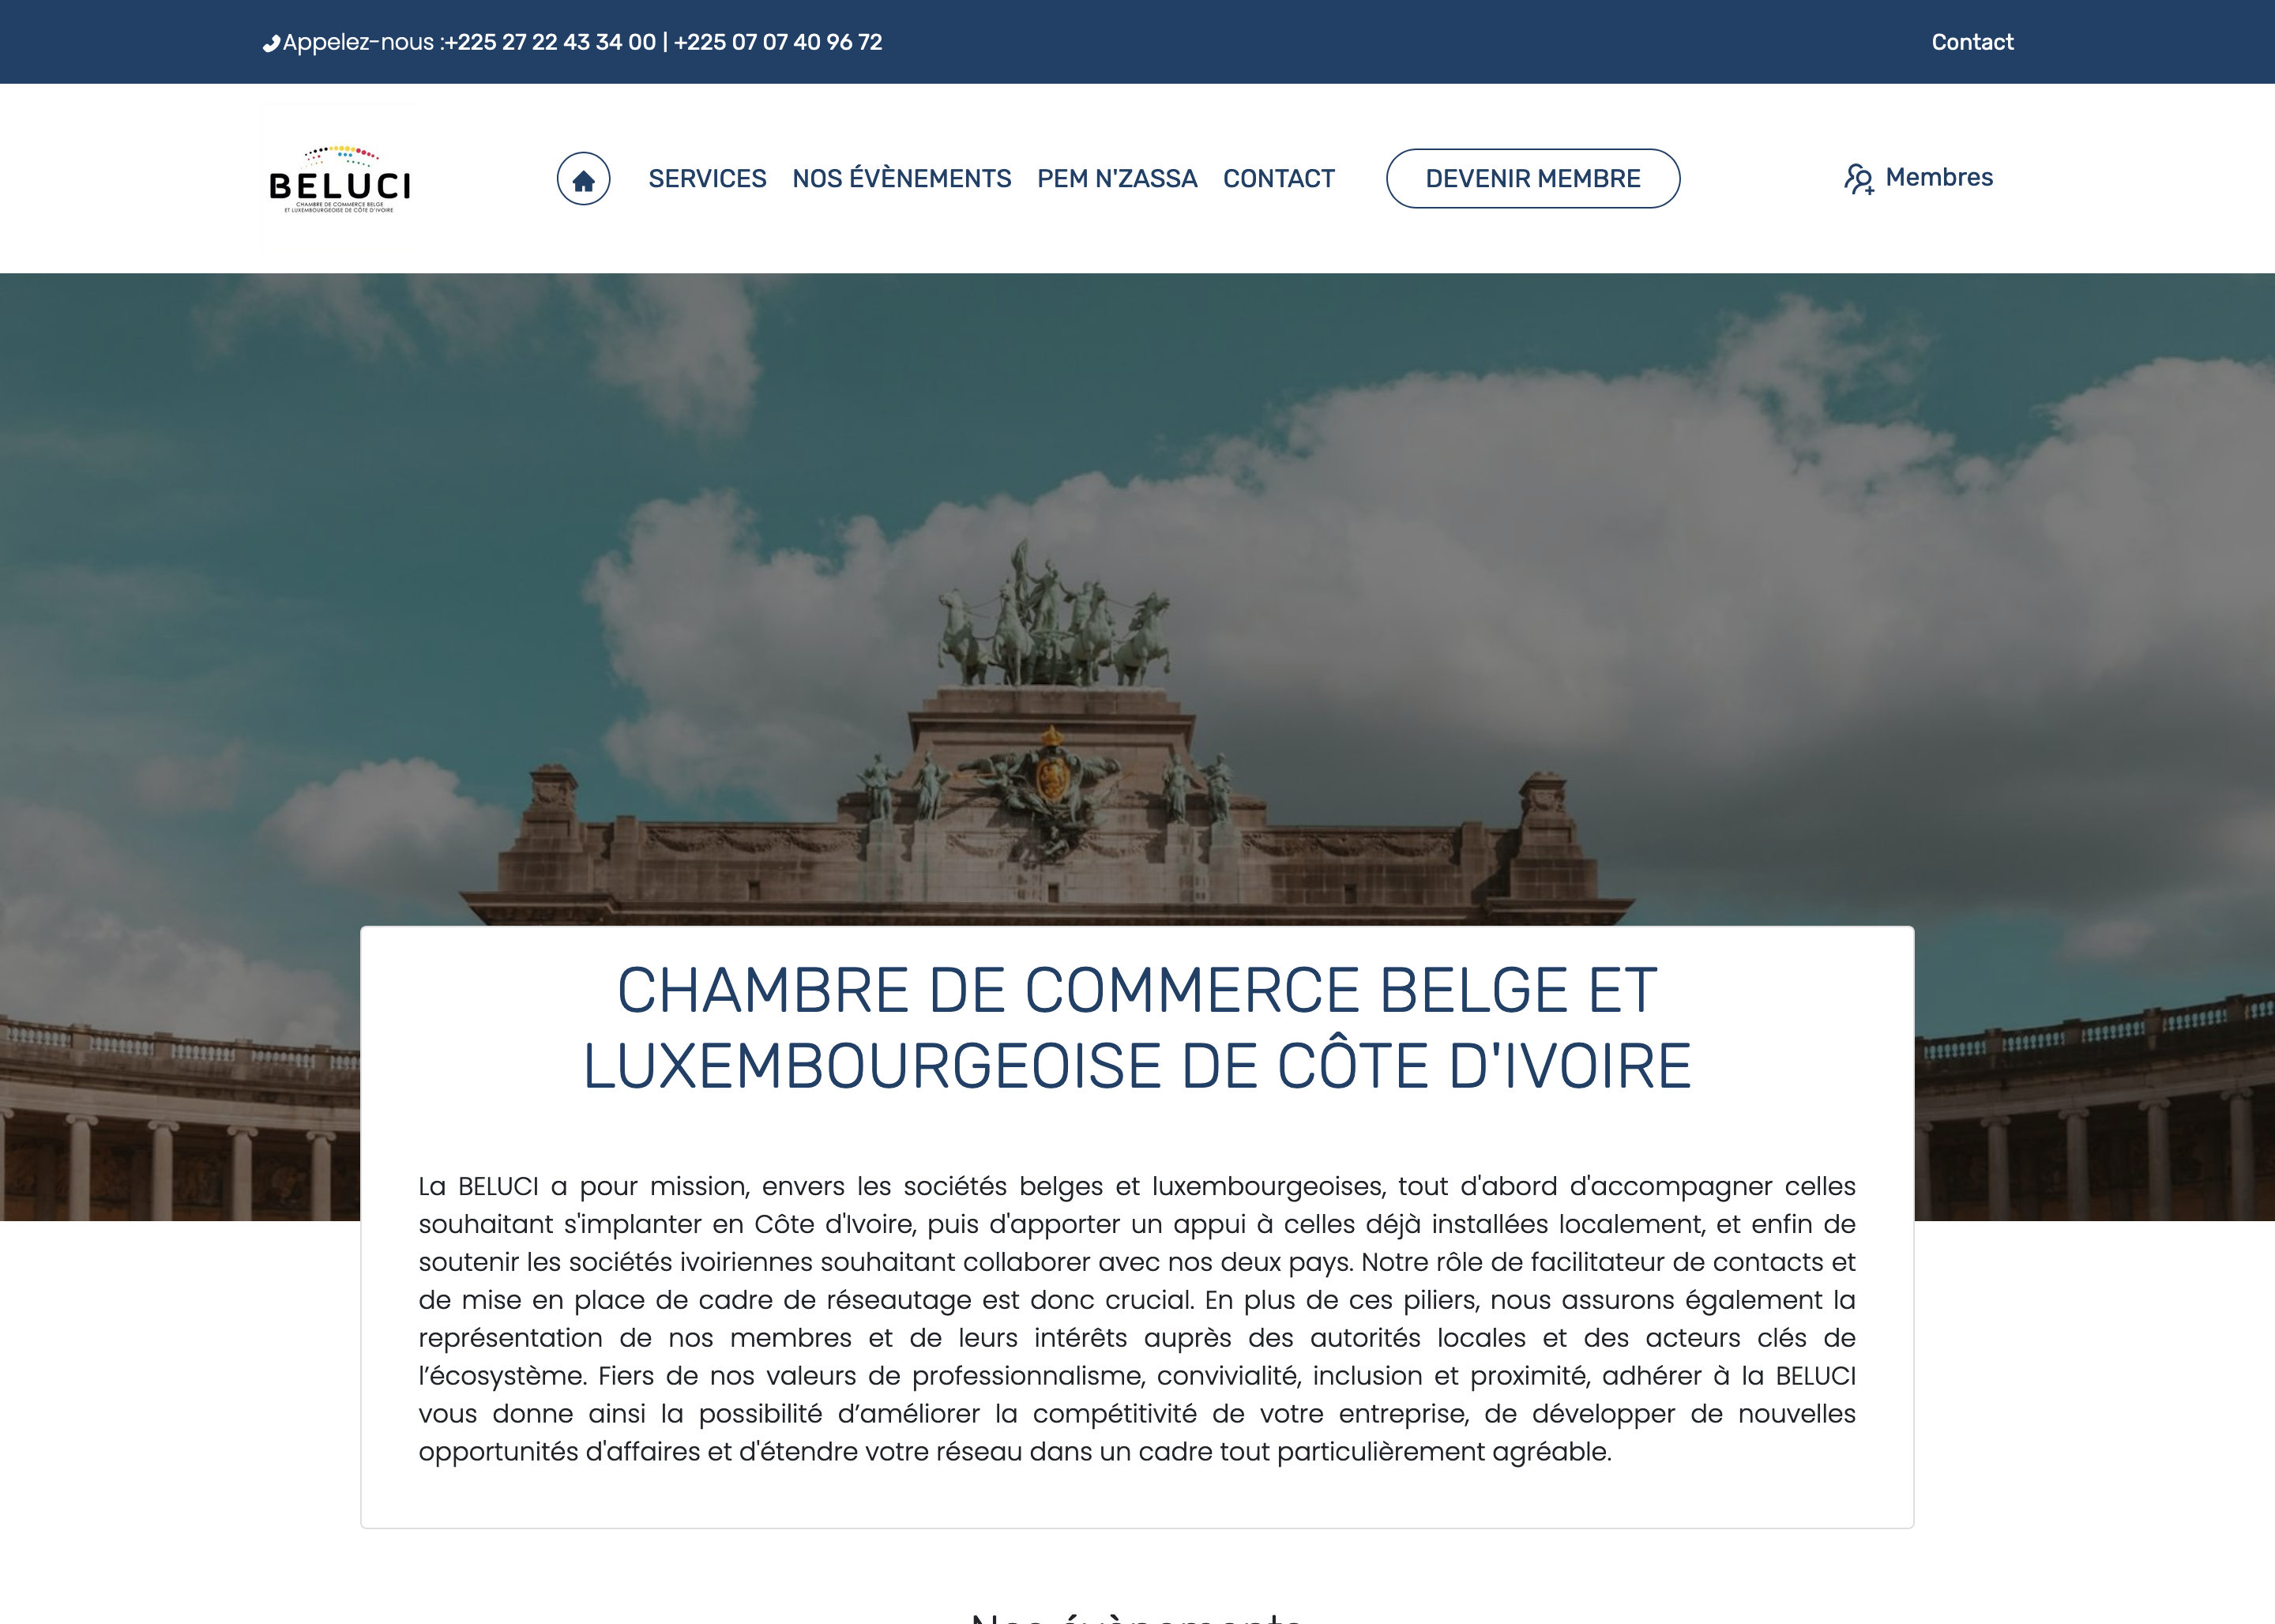 Appelez-nous :+225 27 22 43 34 00 | +225 07 07 40 96 72
Contact
BELUCI
CHAMBRE DE COMMERCE BELGE
ET LUXEMBOURGEOISE DE CÔTE D'IVOIRE
SERVICES NOS ÉVÈNEMENTS PEM N'ZASSA CONTACT DEVENIR MEMBRE Membres
CHAMBRE DE COMMERCE BELGE ET
LUXEMBOURGEOISE DE CÔTE D'IVOIRE
La BELUCI a pour mission, envers les sociétés belges et luxembourgeoises, tout d'abord d'accompagner celles
souhaitant s'implanter en Côte d'Ivoire, puis d'apporter un appui à celles déjà installées localement, et enfin de
soutenir les sociétés ivoiriennes souhaitant collaborer avec nos deux pays. Notre rôle de facilitateur de contacts et
de mise en place de cadre de réseautage est donc crucial. En plus de ces piliers, nous assurons également la
représentation de nos membres et de leurs intérêts auprès des autorités locales et des acteurs clés de
l’écosystème. Fiers de nos valeurs de professionnalisme, convivialité, inclusion et proximité, adhérer à la BELUCI
vous donne ainsi la possibilité d’améliorer la compétitivité de votre entreprise, de développer de nouvelles
opportunités d'affaires et d'étendre votre réseau dans un cadre tout particulièrement agréable.
Nos évènements